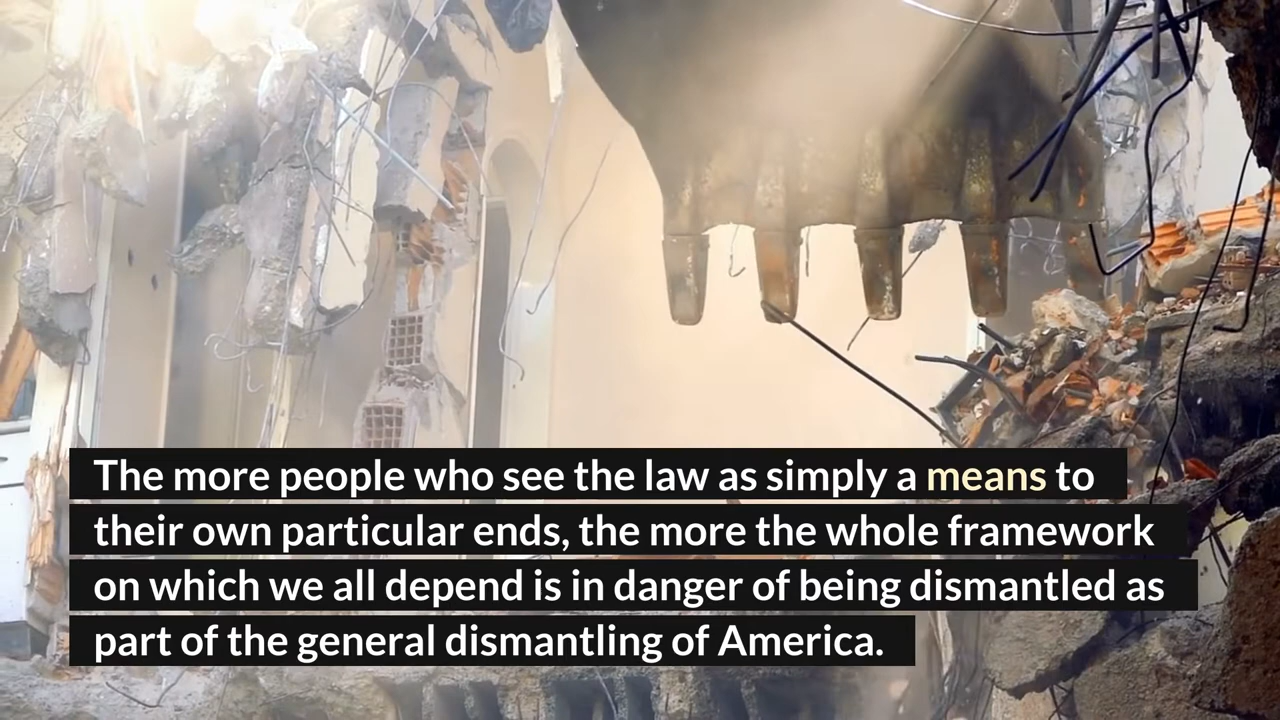 The more people who see the law as simply a means to
their own particular ends, the more the whole framework
on which we all depend is in danger of being dismantled as
part of the general dismantling of America.